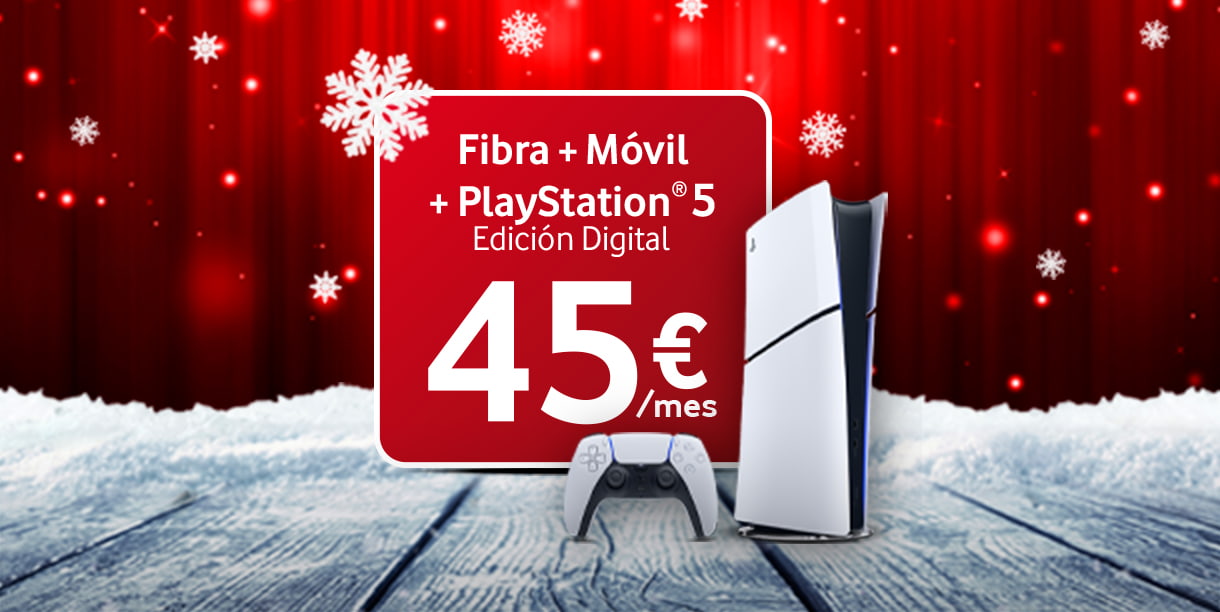 Fibra + Móvil
+ PlayStation® 5
Edición Digital
45€/mes